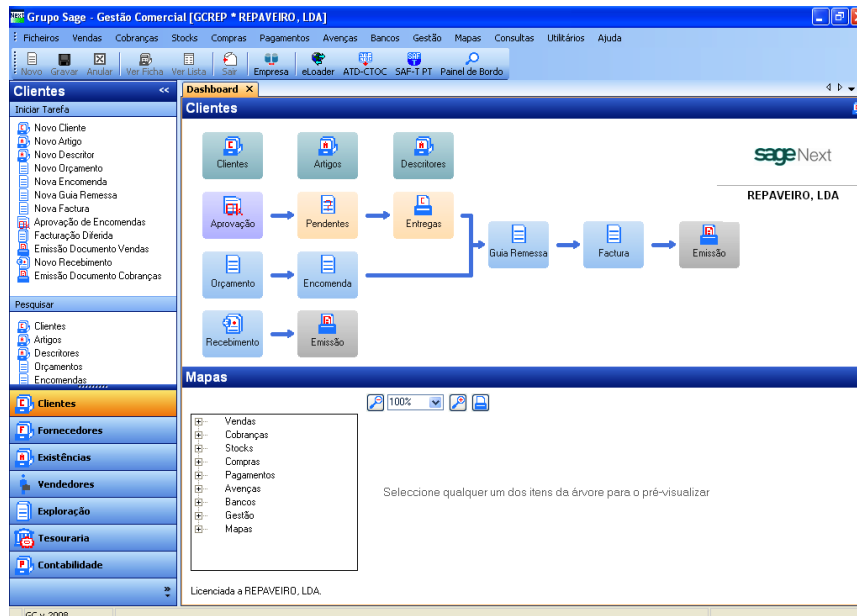 Grupo Sage - Gestão Comercial [GCREP * REPAVEIRO, LDA]
Ficheiros Vendas Cobranças Stocks Compras Pagamentos Avenças Bancos Gestão Mapas Consultas Utilitários Ajuda
Novo Gravar Anular Ver Ficha Ver Lista Sair Empresa eLoader ATD-CTOC SAF-T PT Painel de Bordo
Clientes <<
Iniciar Tarefa
Novo Cliente
Novo Artigo
Novo Descritor
Novo Orçamento
Nova Encomenda
Nova Guia Remessa
Nova Factura
Aprovação de Encomendas
Facturação Diferida
Emissão Documento Vendas
Novo Recebimento
Emissão Documento Cobranças
Pesquisar
Clientes
Artigos
Descritores
Orçamentos
Encomendas
Clientes
Fornecedores
Existências
Vendedores
Exploração
Tesouraria
Contabilidade
Dashboard X
Clientes
Clientes Artigos Descritores
sage Next
REPAVEIRO, LDA
Aprovação Pendentes Entregas
Guia Remessa Factura Emissão
Orçamento Encomenda
Recebimento Emissão
Mapas
100%
Vendas
Cobranças
Stocks
Compras
Pagamentos
Avenças
Bancos
Gestão
Mapas
Seleccione qualquer um dos itens da árvore para o pré-visualizar
Licenciada a REPAVEIRO, LDA.
GC v. 2008